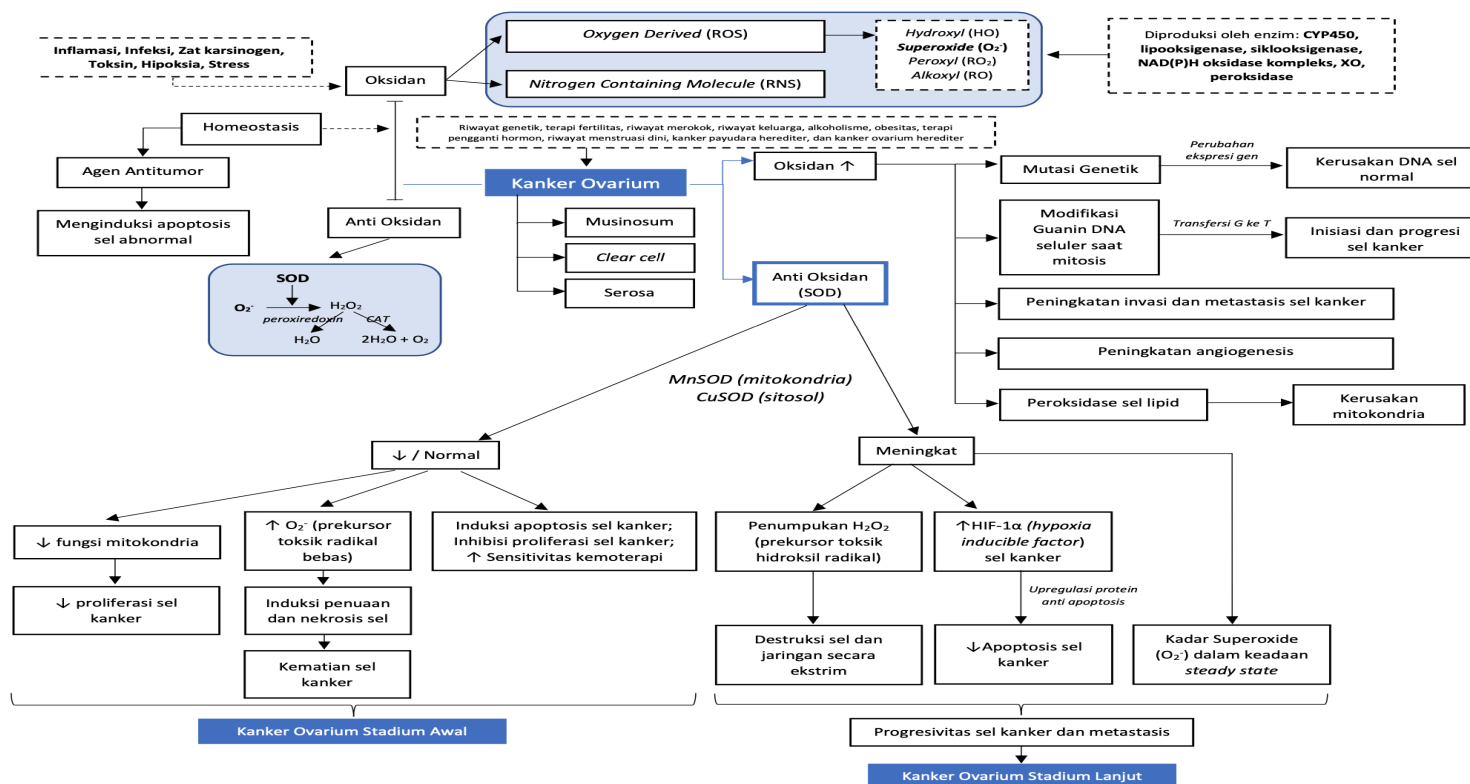 Inflamasi, Infeksi, Zat karsinogen,
Toksin, Hipoksia, Stress
Oksidan
Oxygen Derived (ROS)
Nitrogen Containing Molecule (RNS)
Hydroxyl (HO)
Superoxide (O₂⁻)
Peroxyl (RO₂)
Alkoxyl (RO)
Diproduksi oleh enzim: CYP450,
lipooksigenase, siklooksigenase,
NAD(P)H oksidase kompleks, XO,
peroksidase
Homeostasis
Agen Antitumor
Menginduksi apoptosis
sel abnormal
Riwayat genetik, terapi fertilitas, riwayat merokok, riwayat keluarga, alkoholisme, obesitas, terapi
pengganti hormon, riwayat menstruasi dini, kanker payudara herediter, dan kanker ovarium herediter
Kanker Ovarium
Musinosum
Clear cell
Serosa
Anti Oksidan
SOD
O₂⁻
H₂O₂
peroxiredoxin
CAT
H₂O
2H₂O + O₂
Oksidan ↑
Mutasi Genetik
Perubahan
ekspresi gen
Kerusakan DNA sel
normal
Modifikasi
Guanin DNA
seluler saat
mitosis
Transfersi G ke T
Inisiasi dan progresi
sel kanker
Peningkatan invasi dan metastasis sel kanker
Peningkatan angiogenesis
Peroksidase sel lipid
Kerusakan
mitokondria
Anti Oksidan
(SOD)
MnSOD (mitokondria)
CuSOD (sitosol)
↓ / Normal
↓ fungsi mitokondria
↓ proliferasi sel
kanker
↑ O₂⁻ (prekursor
toksik radikal
bebas)
Induksi penuaan
dan nekrosis sel
Kematian sel
kanker
Induksi apoptosis sel kanker;
Inhibisi proliferasi sel kanker;
↑ Sensitivitas kemoterapi
Kanker Ovarium Stadium Awal
Meningkat
Penumpukan H₂O₂
(prekursor toksik
hidroksil radikal)
Destruksi sel dan
jaringan secara
ekstrim
↑HIF-1α (hypoxia
inducible factor)
sel kanker
Upregulasi protein
anti apoptosis
↓Apoptosis sel
kanker
Kadar Superoxide
(O₂⁻) dalam keadaan
steady state
Progresivitas sel kanker dan metastasis
Kanker Ovarium Stadium Lanjut